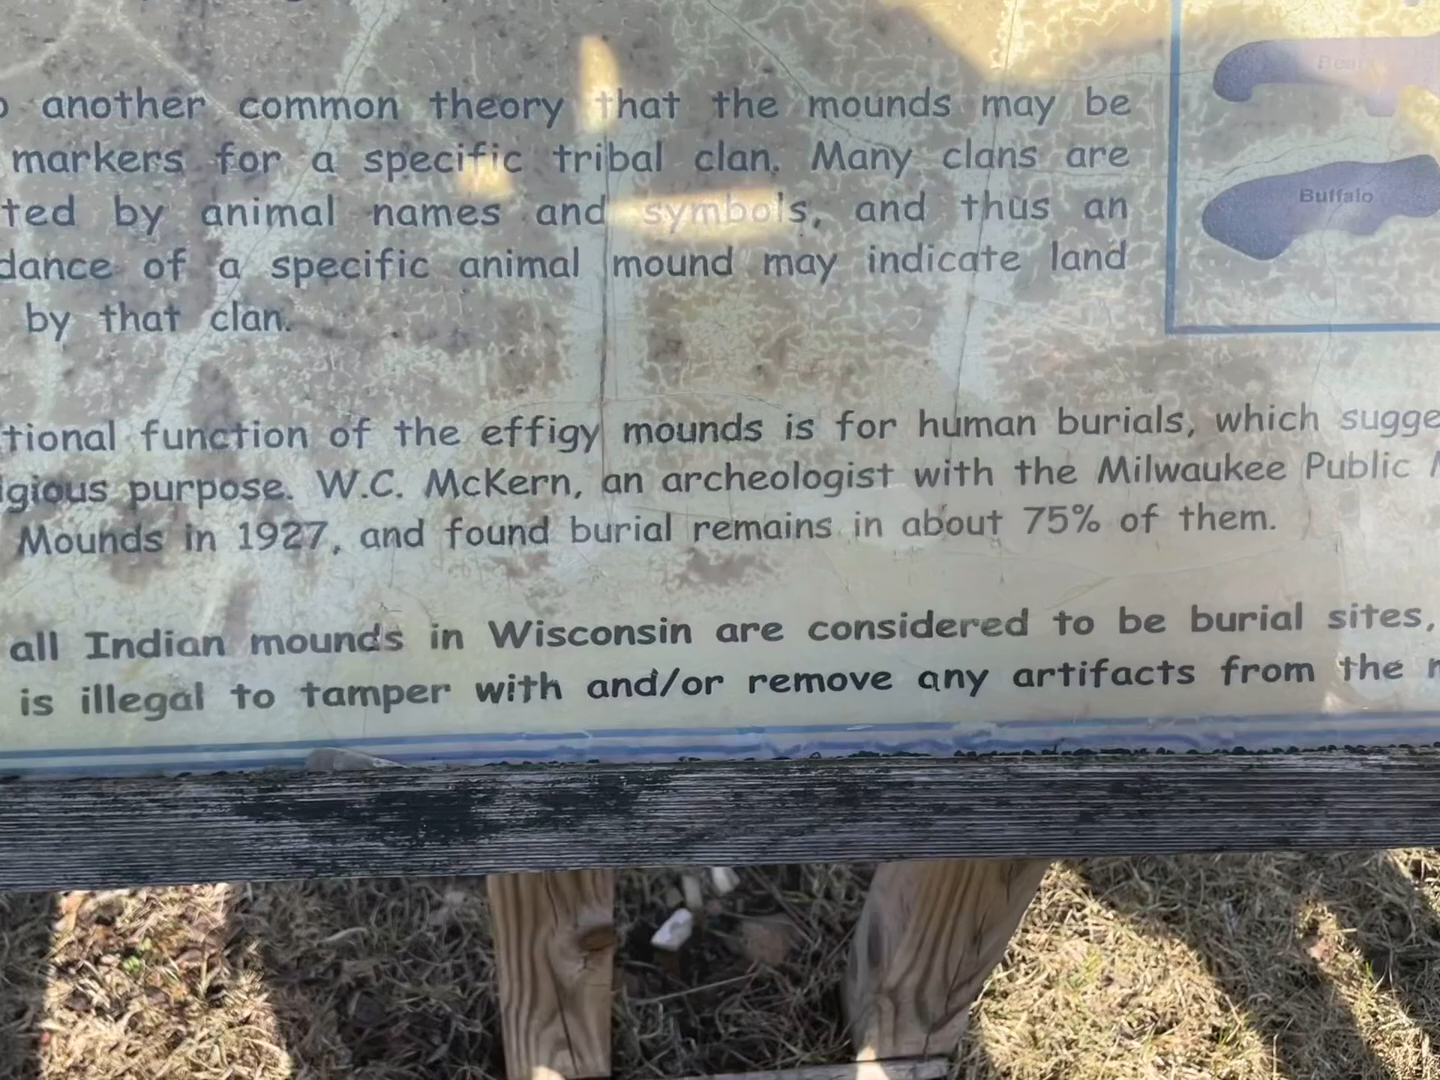 another common theory that the mounds may be
markers for a specific tribal clan. Many clans are
ted by animal names and symbols, and thus an
dance of a specific animal mound may indicate land
by that clan.
Bear
Buffalo
tional function of the effigy mounds is for human burials, which sugge
igious purpose. W.C. McKern, an archeologist with the Milwaukee Public
Mounds in 1927, and found burial remains in about 75% of them.
all Indian mounds in Wisconsin are considered to be burial sites,
is illegal to tamper with and/or remove any artifacts from the